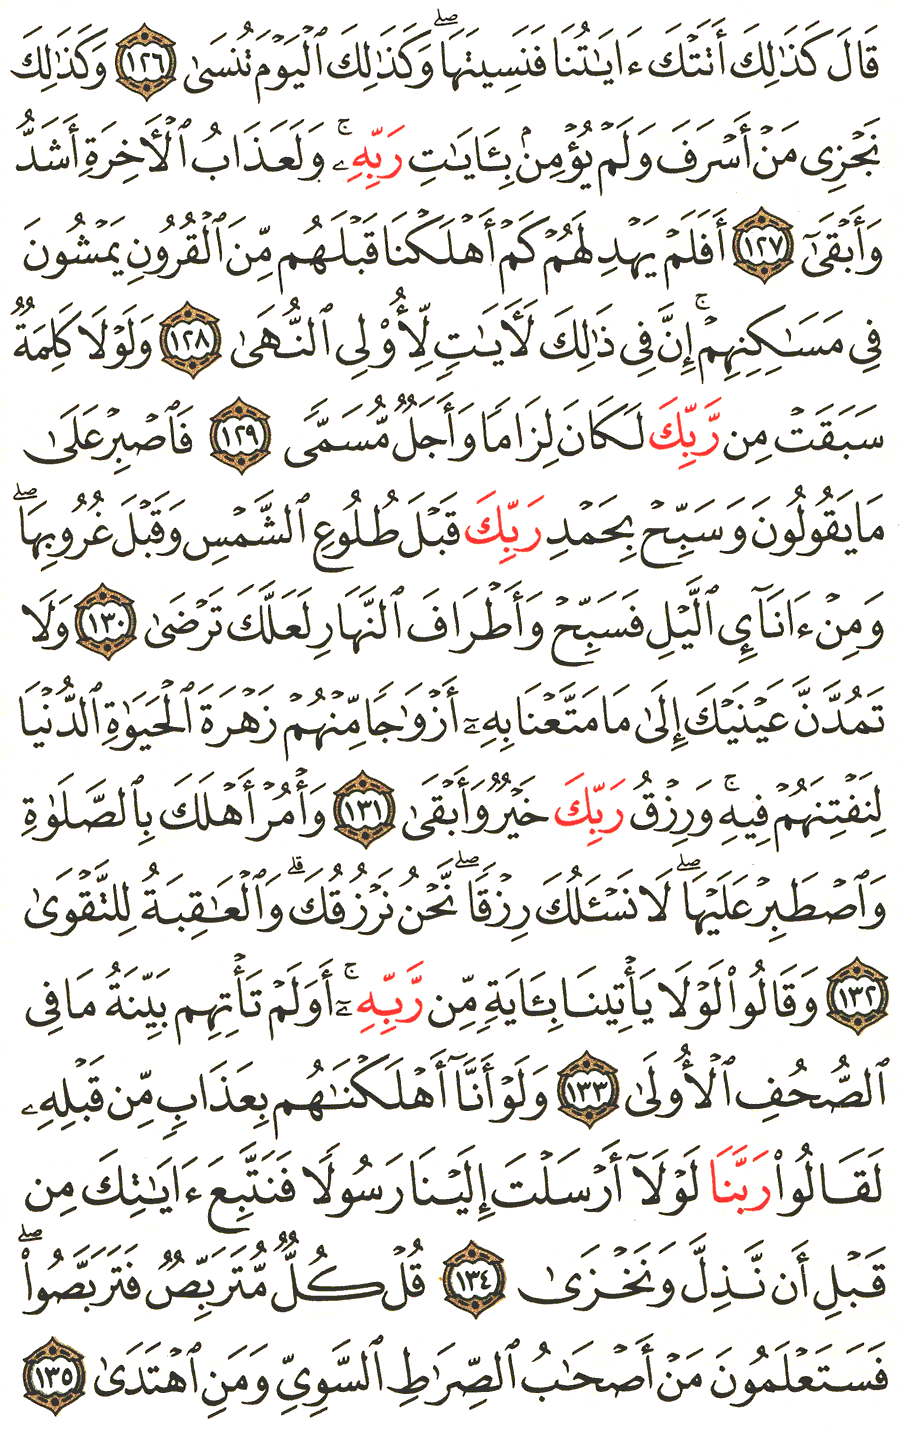 قَالَ كَذَٰلِكَ أَتَتْكَ ءَايَٰتُنَا فَنَسِيتَهَا ۖ وَكَذَٰلِكَ ٱلْيَوْمَ تُنسَىٰ ١٢٦ وَكَذَٰلِكَ
نَجْزِى مَنْ أَسْرَفَ وَلَمْ يُؤْمِنۢ بِـَٔايَٰتِ رَبِّهِۦ ۚ وَلَعَذَابُ ٱلْءَاخِرَةِ أَشَدُّ
وَأَبْقَىٰٓ ١٢٧ أَفَلَمْ يَهْدِ لَهُمْ كَمْ أَهْلَكْنَا قَبْلَهُم مِّنَ ٱلْقُرُونِ يَمْشُونَ
فِى مَسَٰكِنِهِمْ ۚ إِنَّ فِى ذَٰلِكَ لَءَايَٰتٍ لِّأُو۟لِى ٱلنُّهَىٰ ١٢٨ وَلَوْلَا كَلِمَةٌ
سَبَقَتْ مِن رَّبِّكَ لَكَانَ لِزَامًا وَأَجَلٌ مُّسَمًّى ١٢٩ فَٱصْبِرْ عَلَىٰ
مَا يَقُولُونَ وَسَبِّحْ بِحَمْدِ رَبِّكَ قَبْلَ طُلُوعِ ٱلشَّمْسِ وَقَبْلَ غُرُوبِهَا ۖ
وَمِنْ ءَانَآئِ ٱلَّيْلِ فَسَبِّحْ وَأَطْرَافَ ٱلنَّهَارِ لَعَلَّكَ تَرْضَىٰ ١٣٠ وَلَا
تَمُدَّنَّ عَيْنَيْكَ إِلَىٰ مَا مَتَّعْنَا بِهِۦٓ أَزْوَٰجًا مِّنْهُمْ زَهْرَةَ ٱلْحَيَوٰةِ ٱلدُّنْيَا
لِنَفْتِنَهُمْ فِيهِ ۚ وَرِزْقُ رَبِّكَ خَيْرٌ وَأَبْقَىٰ ١٣١ وَأْمُرْ أَهْلَكَ بِٱلصَّلَوٰةِ
وَٱصْطَبِرْ عَلَيْهَا ۖ لَا نَسْـَٔلُكَ رِزْقًا ۖ نَّحْنُ نَرْزُقُكَ ۗ وَٱلْعَٰقِبَةُ لِلتَّقْوَىٰ
١٣٢ وَقَالُوا۟ لَوْلَا يَأْتِينَا بِـَٔايَةٍ مِّن رَّبِّهِۦٓ ۚ أَوَلَمْ تَأْتِهِم بَيِّنَةُ مَا فِى
ٱلصُّحُفِ ٱلْأُولَىٰ ١٣٣ وَلَوْ أَنَّآ أَهْلَكْنَٰهُم بِعَذَابٍ مِّن قَبْلِهِۦ
لَقَالُوا۟ رَبَّنَا لَوْلَآ أَرْسَلْتَ إِلَيْنَا رَسُولًا فَنَتَّبِعَ ءَايَٰتِكَ مِن
قَبْلِ أَن نَّذِلَّ وَنَخْزَىٰ ١٣٤ قُلْ كُلٌّ مُّتَرَبِّصٌ فَتَرَبَّصُوا۟ ۖ
فَسَتَعْلَمُونَ مَنْ أَصْحَٰبُ ٱلصِّرَٰطِ ٱلسَّوِىِّ وَمَنِ ٱهْتَدَىٰ ١٣٥